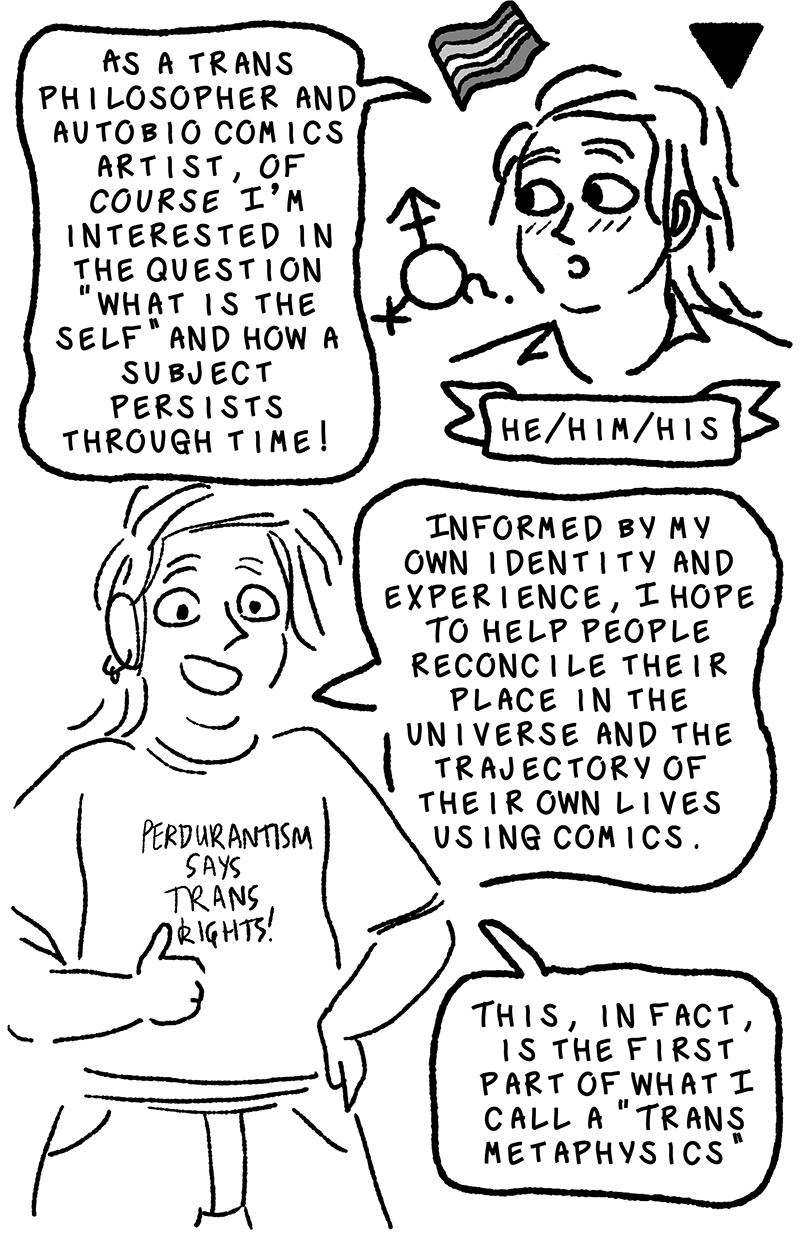 AS A TRANS
PHILOSOPHER AND
AUTOBIO COMICS
ARTIST, OF
COURSE I'M
INTERESTED IN
THE QUESTION
"WHAT IS THE
SELF" AND HOW A
SUBJECT
PERSISTS
THROUGH TIME!
HE/HIM/HIS
INFORMED BY MY
OWN IDENTITY AND
EXPERIENCE, I HOPE
TO HELP PEOPLE
RECONCILE THEIR
PLACE IN THE
UNIVERSE AND THE
TRAJECTORY OF
THEIR OWN LIVES
USING COMICS.
PERDURANTISM
SAYS
TRANS
RIGHTS!
THIS, IN FACT,
IS THE FIRST
PART OF WHAT I
CALL A "TRANS
METAPHYSICS"